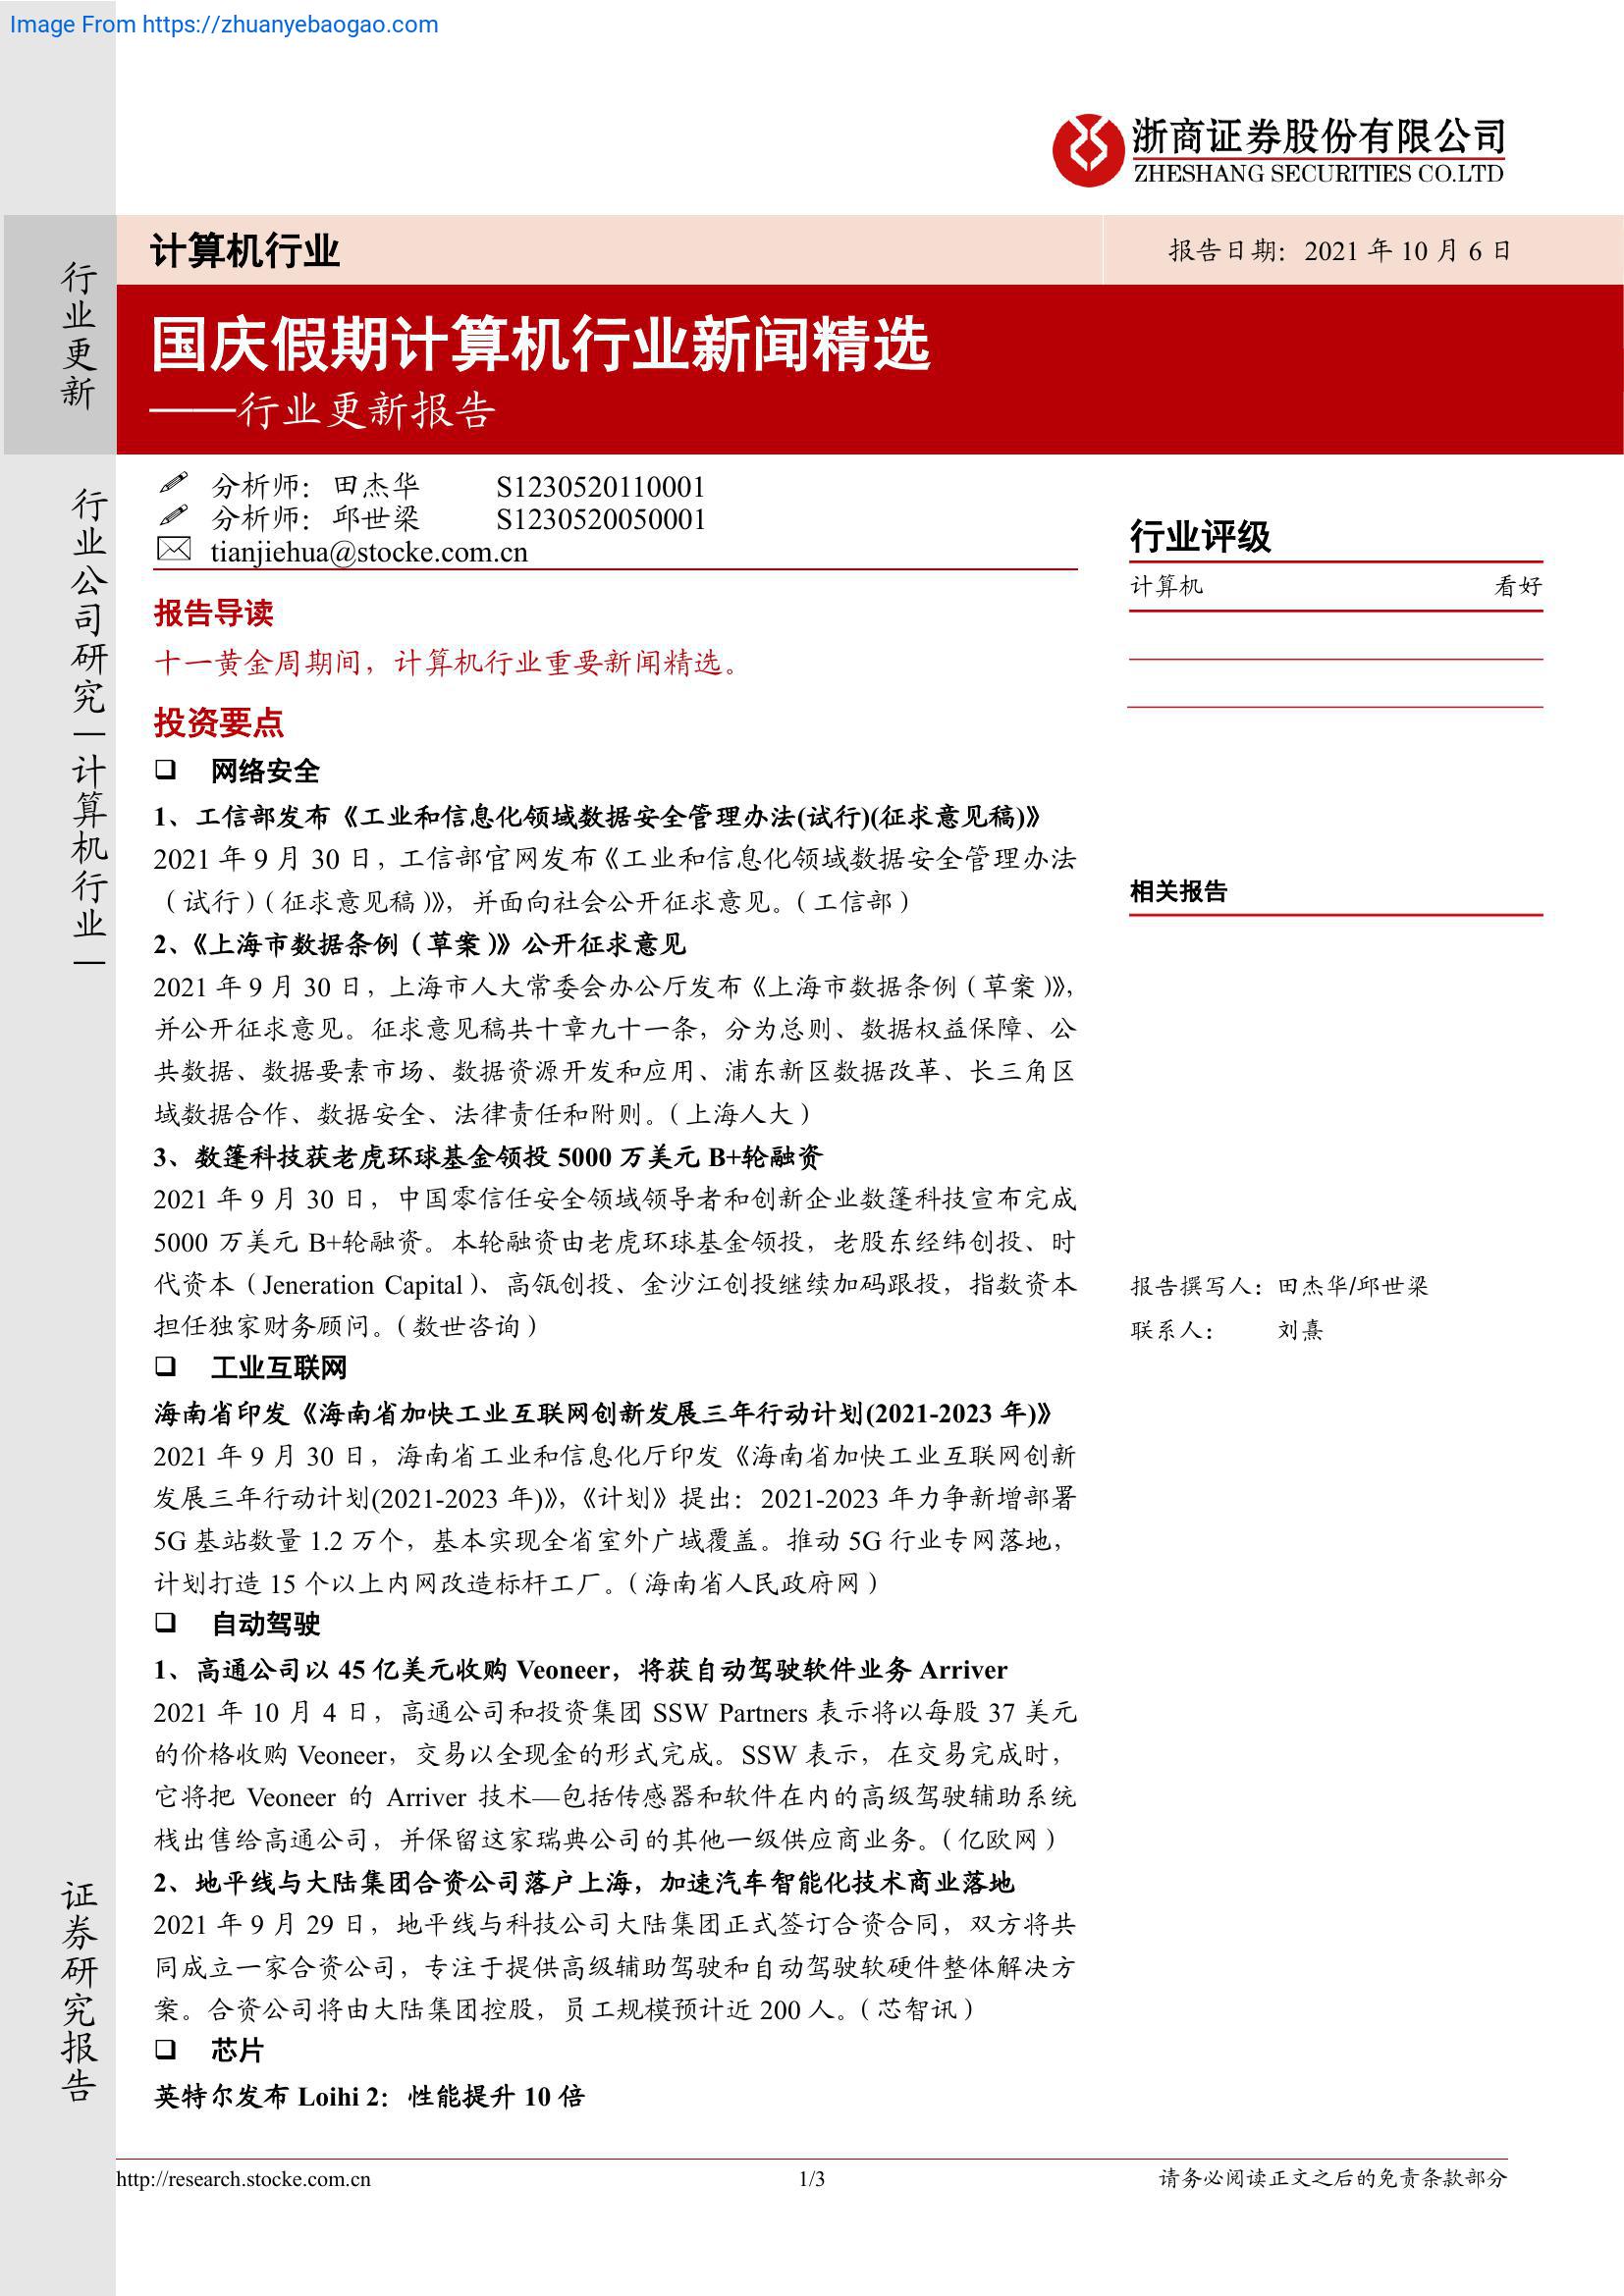 Image From https://zhuanyebaogao.com
浙商证券股份有限公司
ZHESHANG SECURITIES CO.LTD
行业更新
计算机行业
报告日期：2021 年 10 月 6 日
国庆假期计算机行业新闻精选
——行业更新报告
行业公司研究—计算机行业—
分析师：田杰华 S1230520110001
分析师：邱世梁 S1230520050001
tianjiehua@stocke.com.cn
报告导读
十一黄金周期间，计算机行业重要新闻精选。
投资要点
❑ 网络安全
1、工信部发布《工业和信息化领域数据安全管理办法(试行)(征求意见稿)》
2021 年 9 月 30 日，工信部官网发布《工业和信息化领域数据安全管理办法
（试行）（征求意见稿）》，并面向社会公开征求意见。（工信部）
2、《上海市数据条例（草案）》公开征求意见
2021 年 9 月 30 日，上海市人大常委会办公厅发布《上海市数据条例（草案）》，
并公开征求意见。征求意见稿共十章九十一条，分为总则、数据权益保障、公
共数据、数据要素市场、数据资源开发和应用、浦东新区数据改革、长三角区
域数据合作、数据安全、法律责任和附则。（上海人大）
3、数篷科技获老虎环球基金领投 5000 万美元 B+轮融资
2021 年 9 月 30 日，中国零信任安全领域领导者和创新企业数篷科技宣布完成
5000 万美元 B+轮融资。本轮融资由老虎环球基金领投，老股东经纬创投、时
代资本（Jeneration Capital）、高瓴创投、金沙江创投继续加码跟投，指数资本
担任独家财务顾问。（数世咨询）
❑ 工业互联网
海南省印发《海南省加快工业互联网创新发展三年行动计划(2021-2023 年)》
2021 年 9 月 30 日，海南省工业和信息化厅印发《海南省加快工业互联网创新
发展三年行动计划(2021-2023 年)》，《计划》提出：2021-2023 年力争新增部署
5G 基站数量 1.2 万个，基本实现全省室外广域覆盖。推动 5G 行业专网落地，
计划打造 15 个以上内网改造标杆工厂。（海南省人民政府网）
❑ 自动驾驶
1、高通公司以 45 亿美元收购 Veoneer，将获自动驾驶软件业务 Arriver
2021 年 10 月 4 日，高通公司和投资集团 SSW Partners 表示将以每股 37 美元
的价格收购 Veoneer，交易以全现金的形式完成。SSW 表示，在交易完成时，
它将把 Veoneer 的 Arriver 技术—包括传感器和软件在内的高级驾驶辅助系统
栈出售给高通公司，并保留这家瑞典公司的其他一级供应商业务。（亿欧网）
2、地平线与大陆集团合资公司落户上海，加速汽车智能化技术商业落地
2021 年 9 月 29 日，地平线与科技公司大陆集团正式签订合资合同，双方将共
同成立一家合资公司，专注于提供高级辅助驾驶和自动驾驶软硬件整体解决方
案。合资公司将由大陆集团控股，员工规模预计近 200 人。（芯智讯）
❑ 芯片
英特尔发布 Loihi 2：性能提升 10 倍
行业评级
计算机 看好
相关报告
报告撰写人：田杰华/邱世梁
联系人： 刘熹
证券研究报告
http://research.stocke.com.cn 1/3 请务必阅读正文之后的免责条款部分